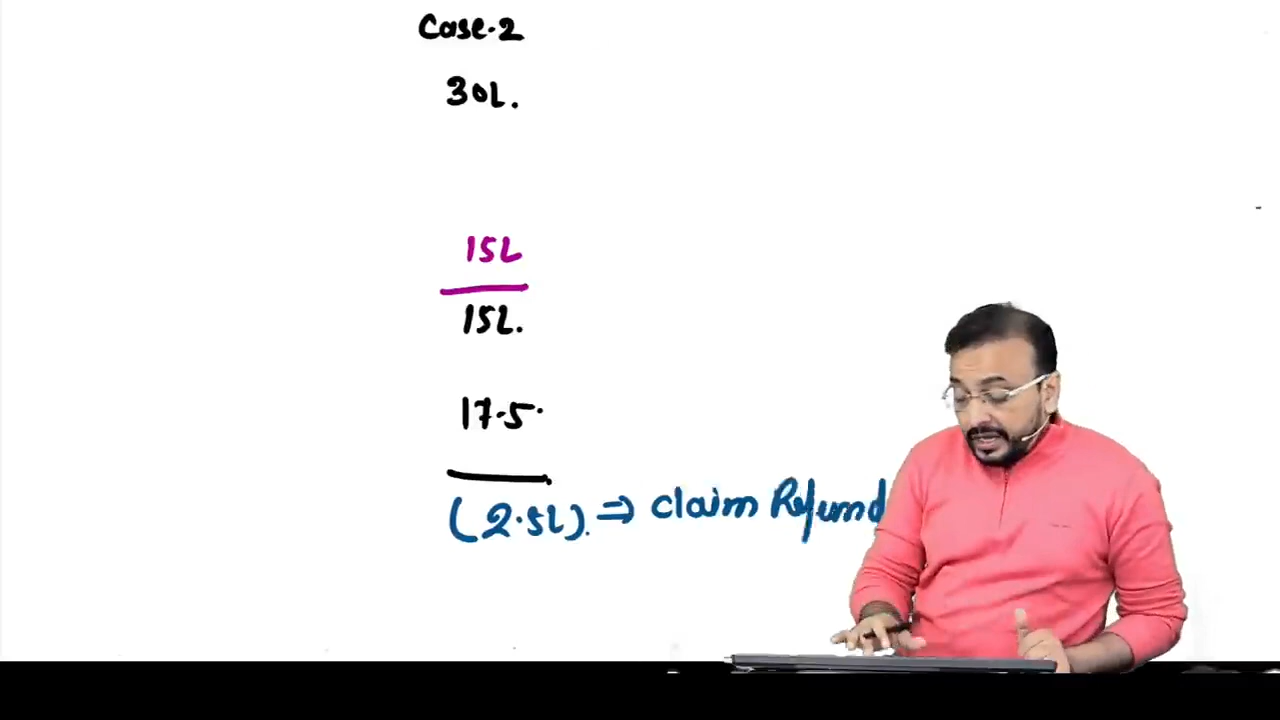 Case.2
30L.
15L
15L.
17.5.
(2.5L). ⇒ Claim Refund